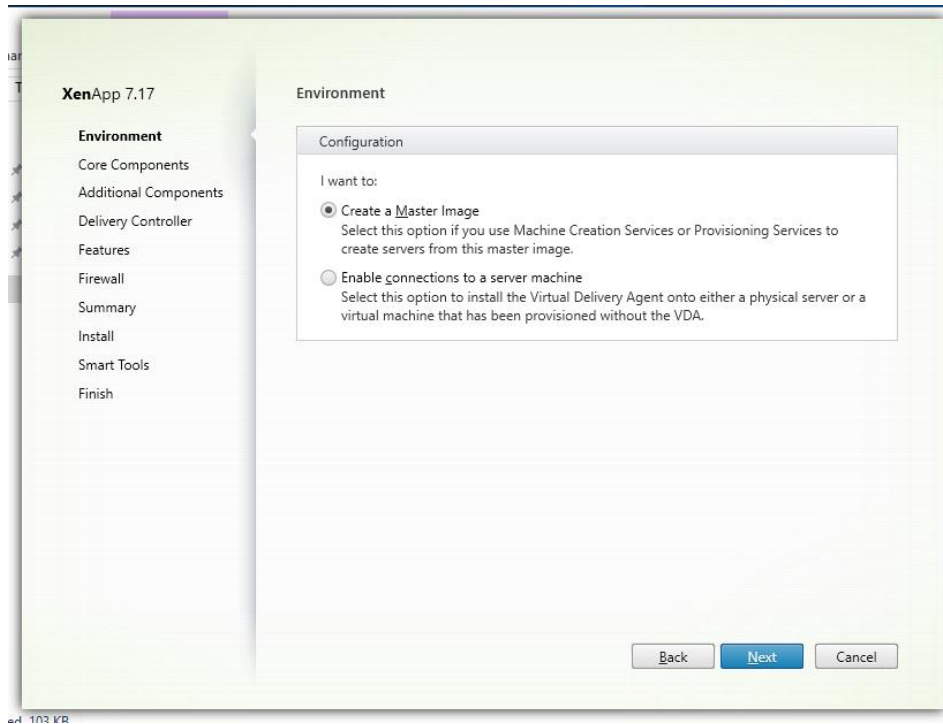 XenApp 7.17
Environment
Core Components
Additional Components
Delivery Controller
Features
Firewall
Summary
Install
Smart Tools
Finish
Environment
Configuration
I want to:
Create a Master Image
Select this option if you use Machine Creation Services or Provisioning Services to
create servers from this master image.
Enable connections to a server machine
Select this option to install the Virtual Delivery Agent onto either a physical server or a
virtual machine that has been provisioned without the VDA.
Back
Next
Cancel
103 KB